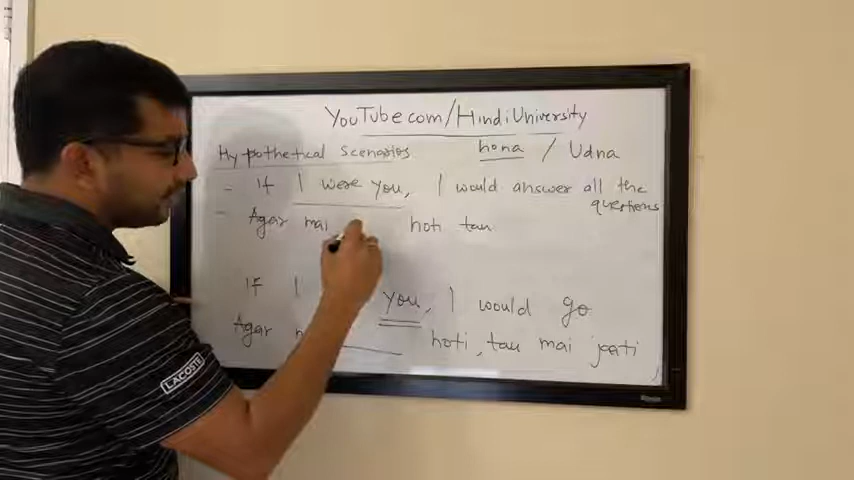 YouTube.com/HindiUniversity
Hypothetical Scenarios hona / Udna
= If I were you, I would answer all the questions
- Agar mai hoti tau
If I you, I would go
Agar hoti, tau mai jaati
LACOSTE